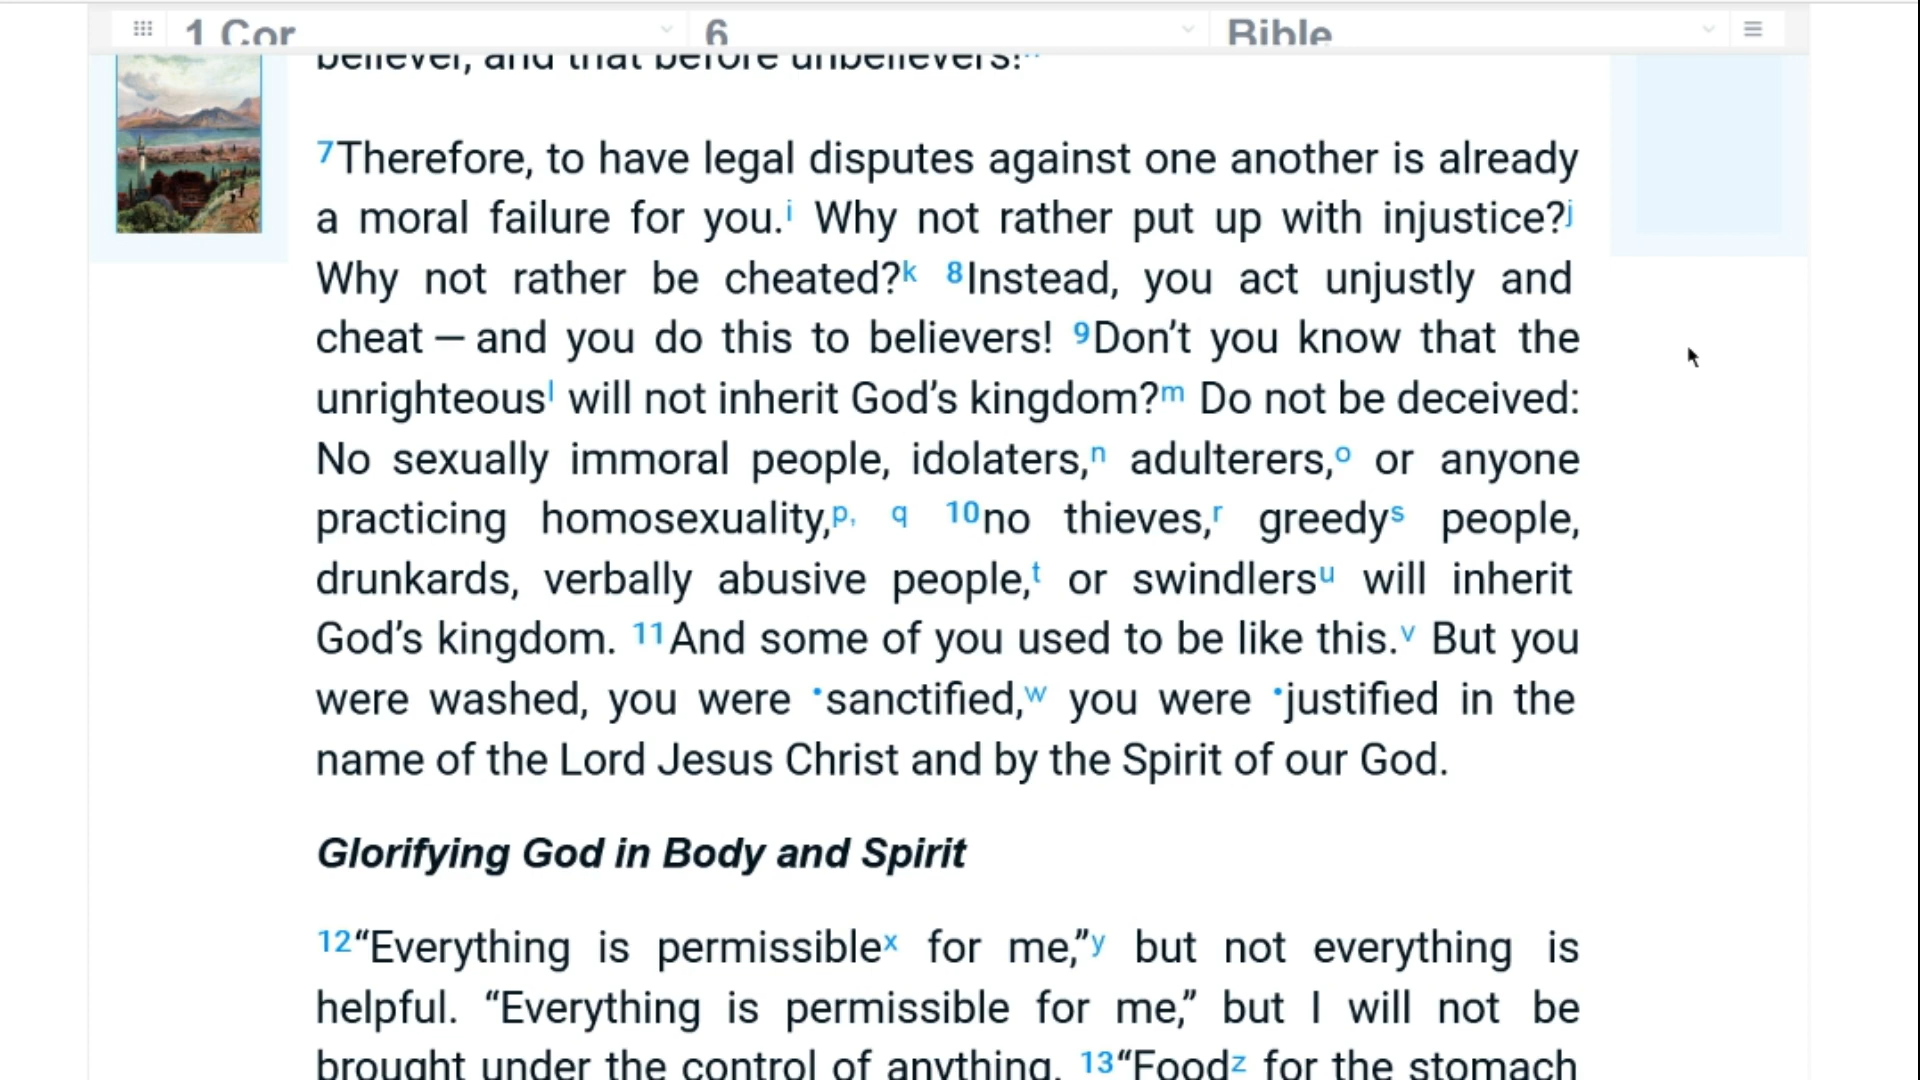 1 Cor 6 Bible
believer, and that before unbelievers!
7Therefore, to have legal disputes against one another is already
a moral failure for you.i Why not rather put up with injustice?j
Why not rather be cheated?k 8Instead, you act unjustly and
cheat — and you do this to believers! 9Don’t you know that the
unrighteousl will not inherit God’s kingdom?m Do not be deceived:
No sexually immoral people, idolaters,n adulterers,o or anyone
practicing homosexuality,p, q 10no thieves,r greedys people,
drunkards, verbally abusive people,t or swindlersu will inherit
God’s kingdom. 11And some of you used to be like this.v But you
were washed, you were •sanctified,w you were •justified in the
name of the Lord Jesus Christ and by the Spirit of our God.
Glorifying God in Body and Spirit
12“Everything is permissiblex for me,”y but not everything is
helpful. “Everything is permissible for me,” but I will not be
brought under the control of anything. 13“Foodz for the stomach